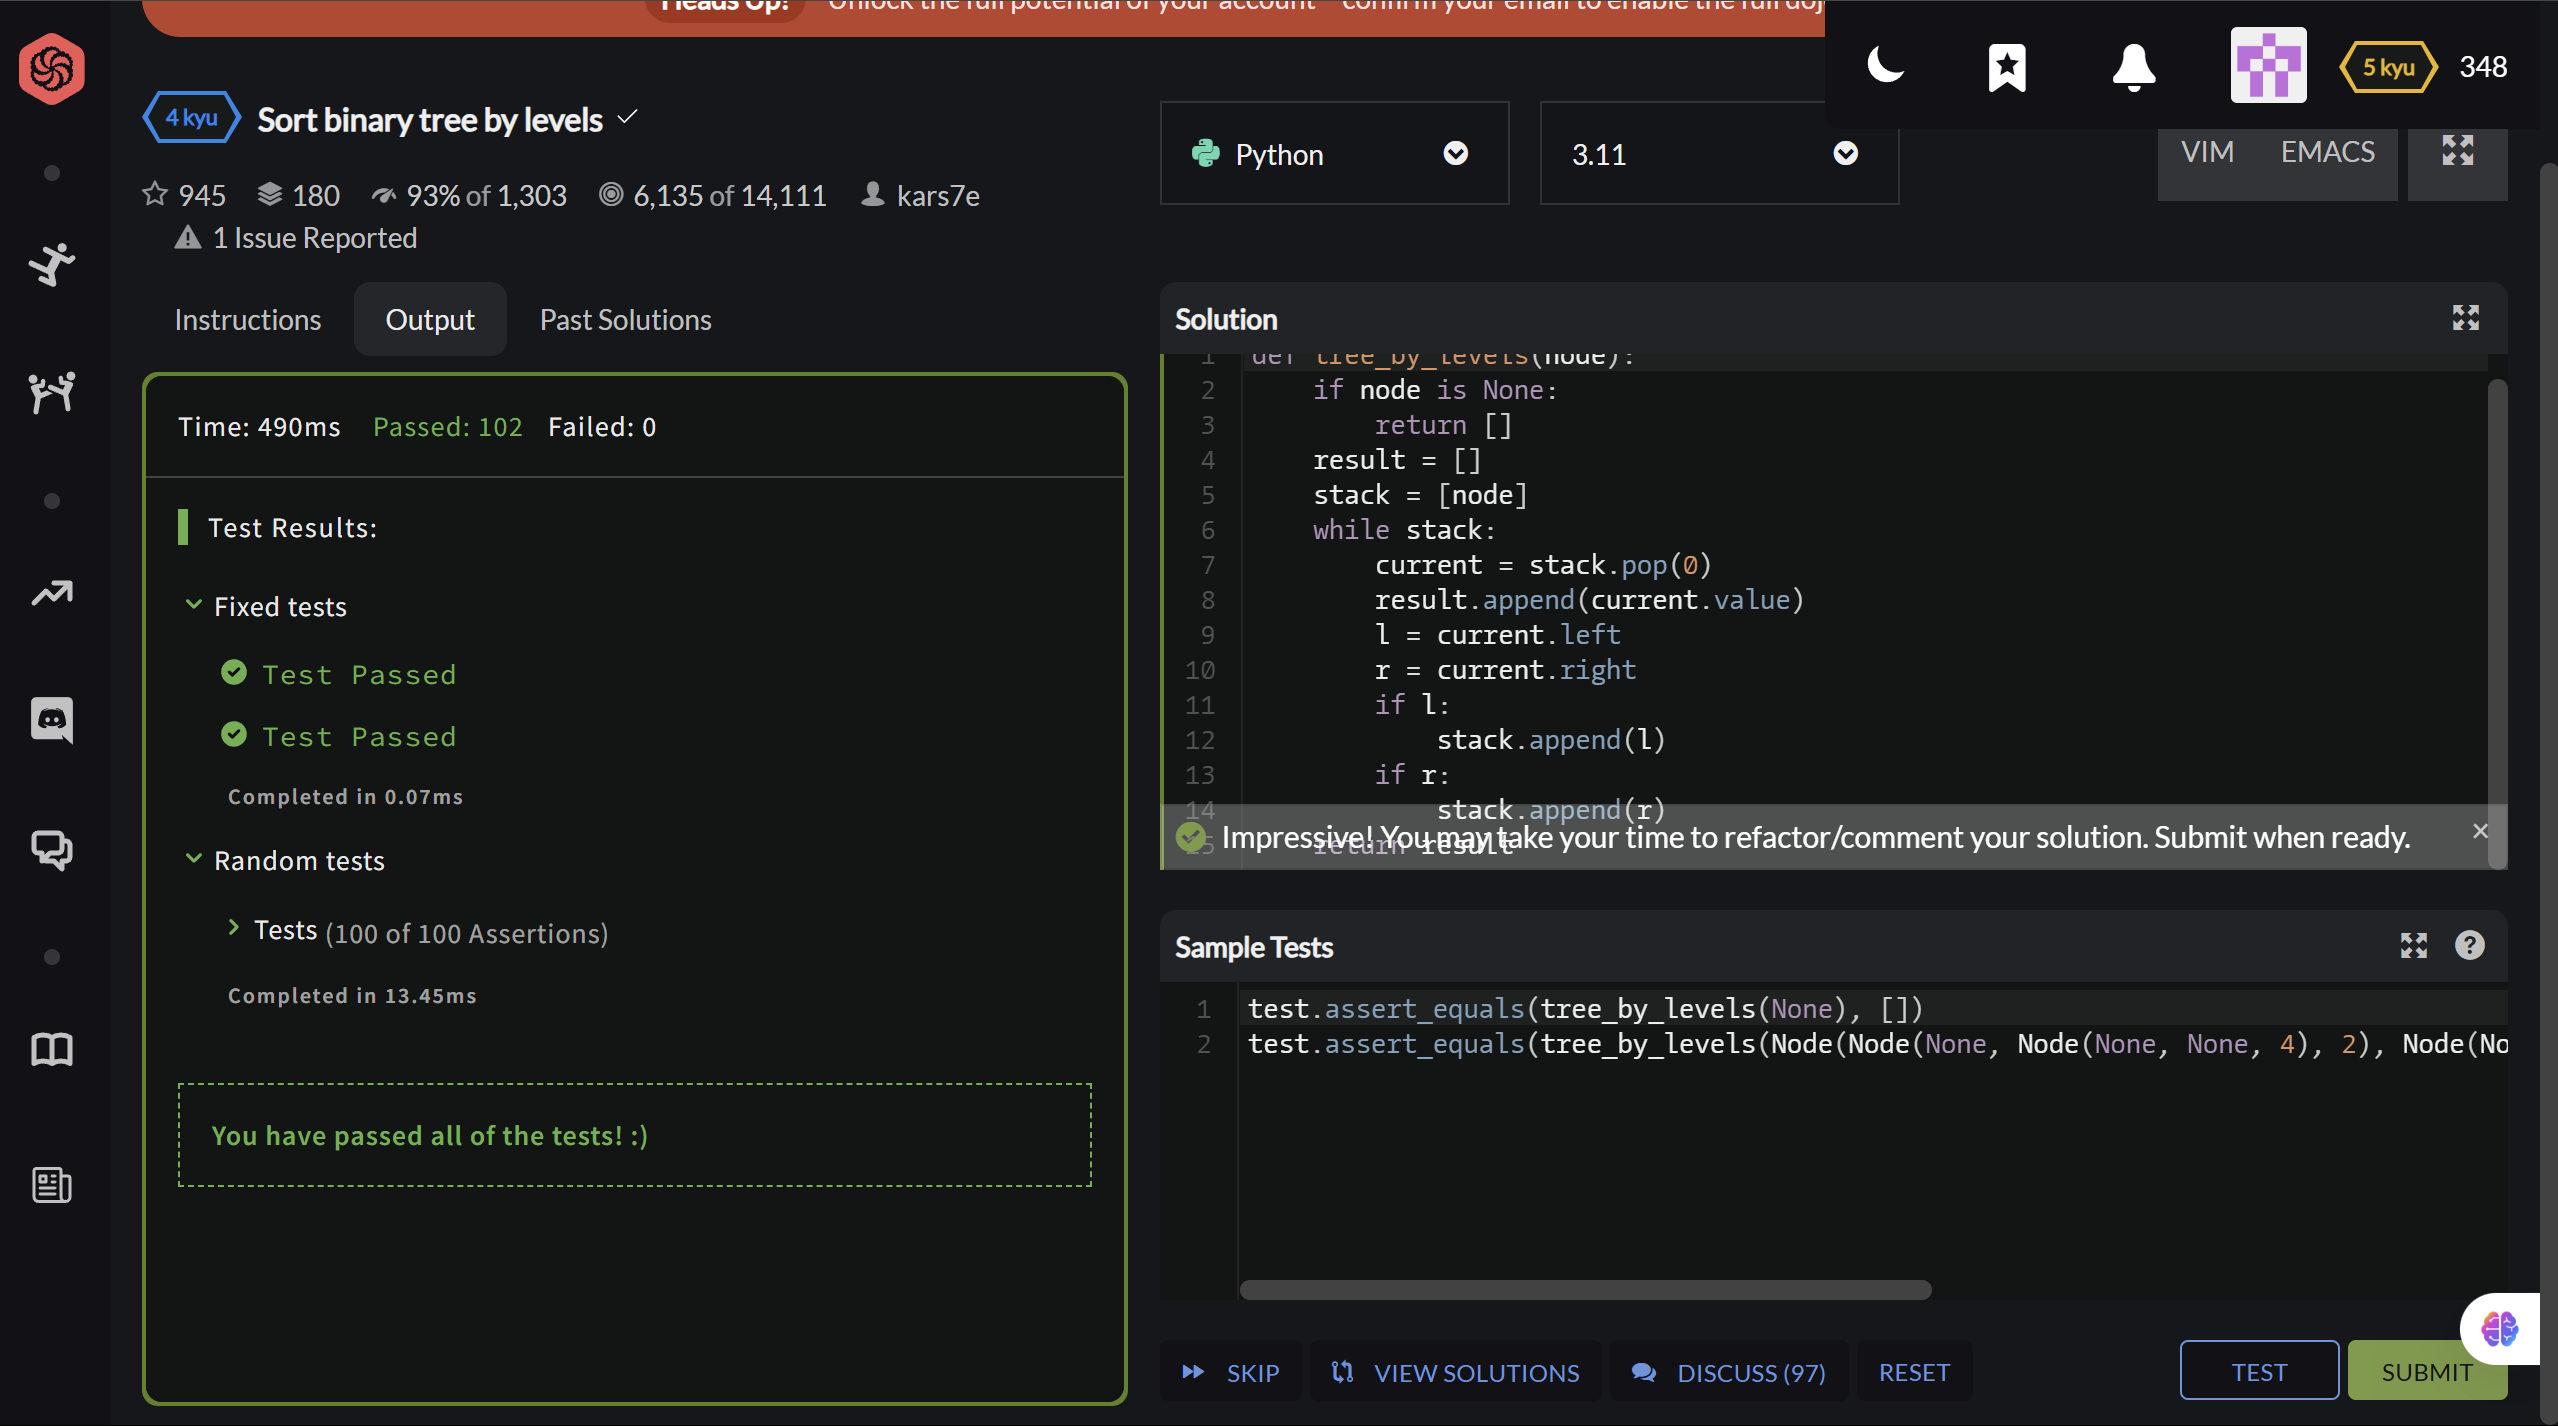 Heads Up! Unlock the full potential of your account - confirm your email to enable the full
5 kyu 348
4 kyu Sort binary tree by levels
945 180 93% of 1,303 6,135 of 14,111 kars7e
1 Issue Reported
Python
3.11
VIM EMACS
Instructions Output Past Solutions
Time: 490ms Passed: 102 Failed: 0
Test Results:
Fixed tests
Test Passed
Test Passed
Completed in 0.07ms
Random tests
Tests (100 of 100 Assertions)
Completed in 13.45ms
You have passed all of the tests! :)
Solution
1 def tree_by_levels(node):
2 if node is None:
3 return []
4 result = []
5 stack = [node]
6 while stack:
7 current = stack.pop(0)
8 result.append(current.value)
9 l = current.left
10 r = current.right
11 if l:
12 stack.append(l)
13 if r:
14 stack.append(r)
15 return result
Impressive! You may take your time to refactor/comment your solution. Submit when ready.
Sample Tests
1 test.assert_equals(tree_by_levels(None), [])
2 test.assert_equals(tree_by_levels(Node(Node(None, Node(None, None, 4), 2), Node(No
SKIP VIEW SOLUTIONS DISCUSS (97) RESET TEST SUBMIT